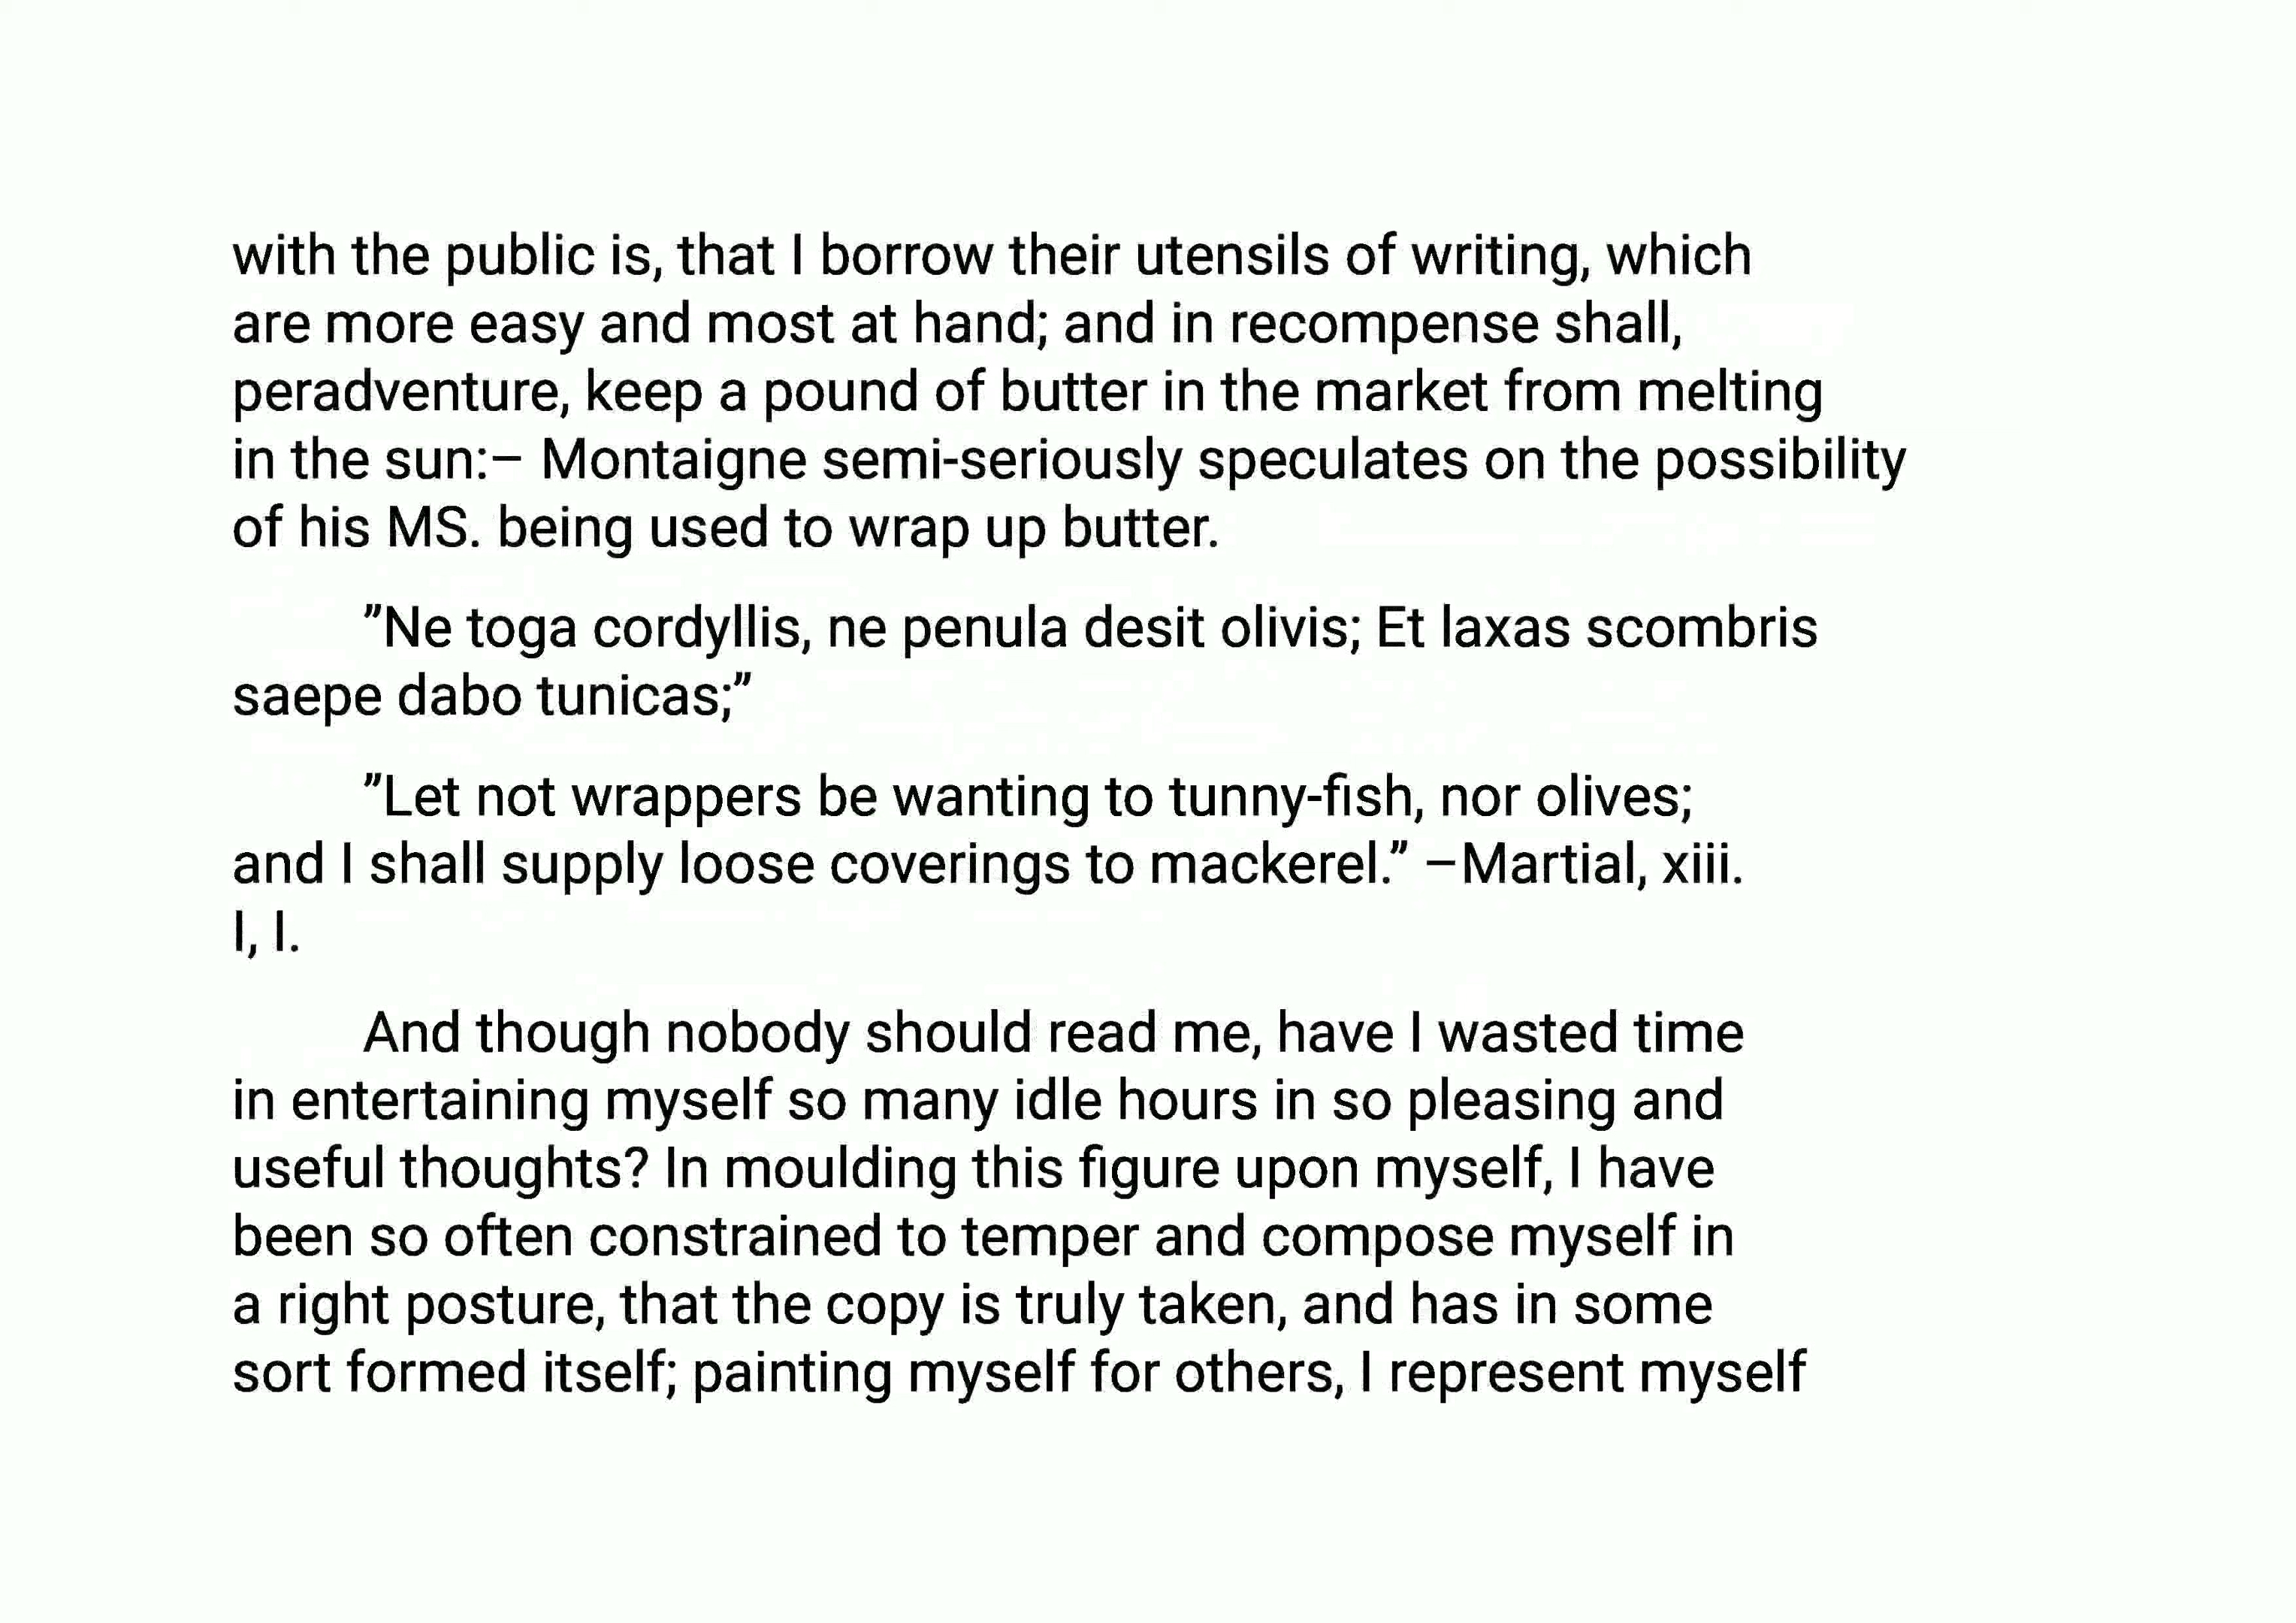 with the public is, that I borrow their utensils of writing, which
are more easy and most at hand; and in recompense shall,
peradventure, keep a pound of butter in the market from melting
in the sun:– Montaigne semi-seriously speculates on the possibility
of his MS. being used to wrap up butter.
”Ne toga cordyllis, ne penula desit olivis; Et laxas scombris
saepe dabo tunicas;”
”Let not wrappers be wanting to tunny-fish, nor olives;
and I shall supply loose coverings to mackerel.” –Martial, xiii.
I, I.
And though nobody should read me, have I wasted time
in entertaining myself so many idle hours in so pleasing and
useful thoughts? In moulding this figure upon myself, I have
been so often constrained to temper and compose myself in
a right posture, that the copy is truly taken, and has in some
sort formed itself; painting myself for others, I represent myself